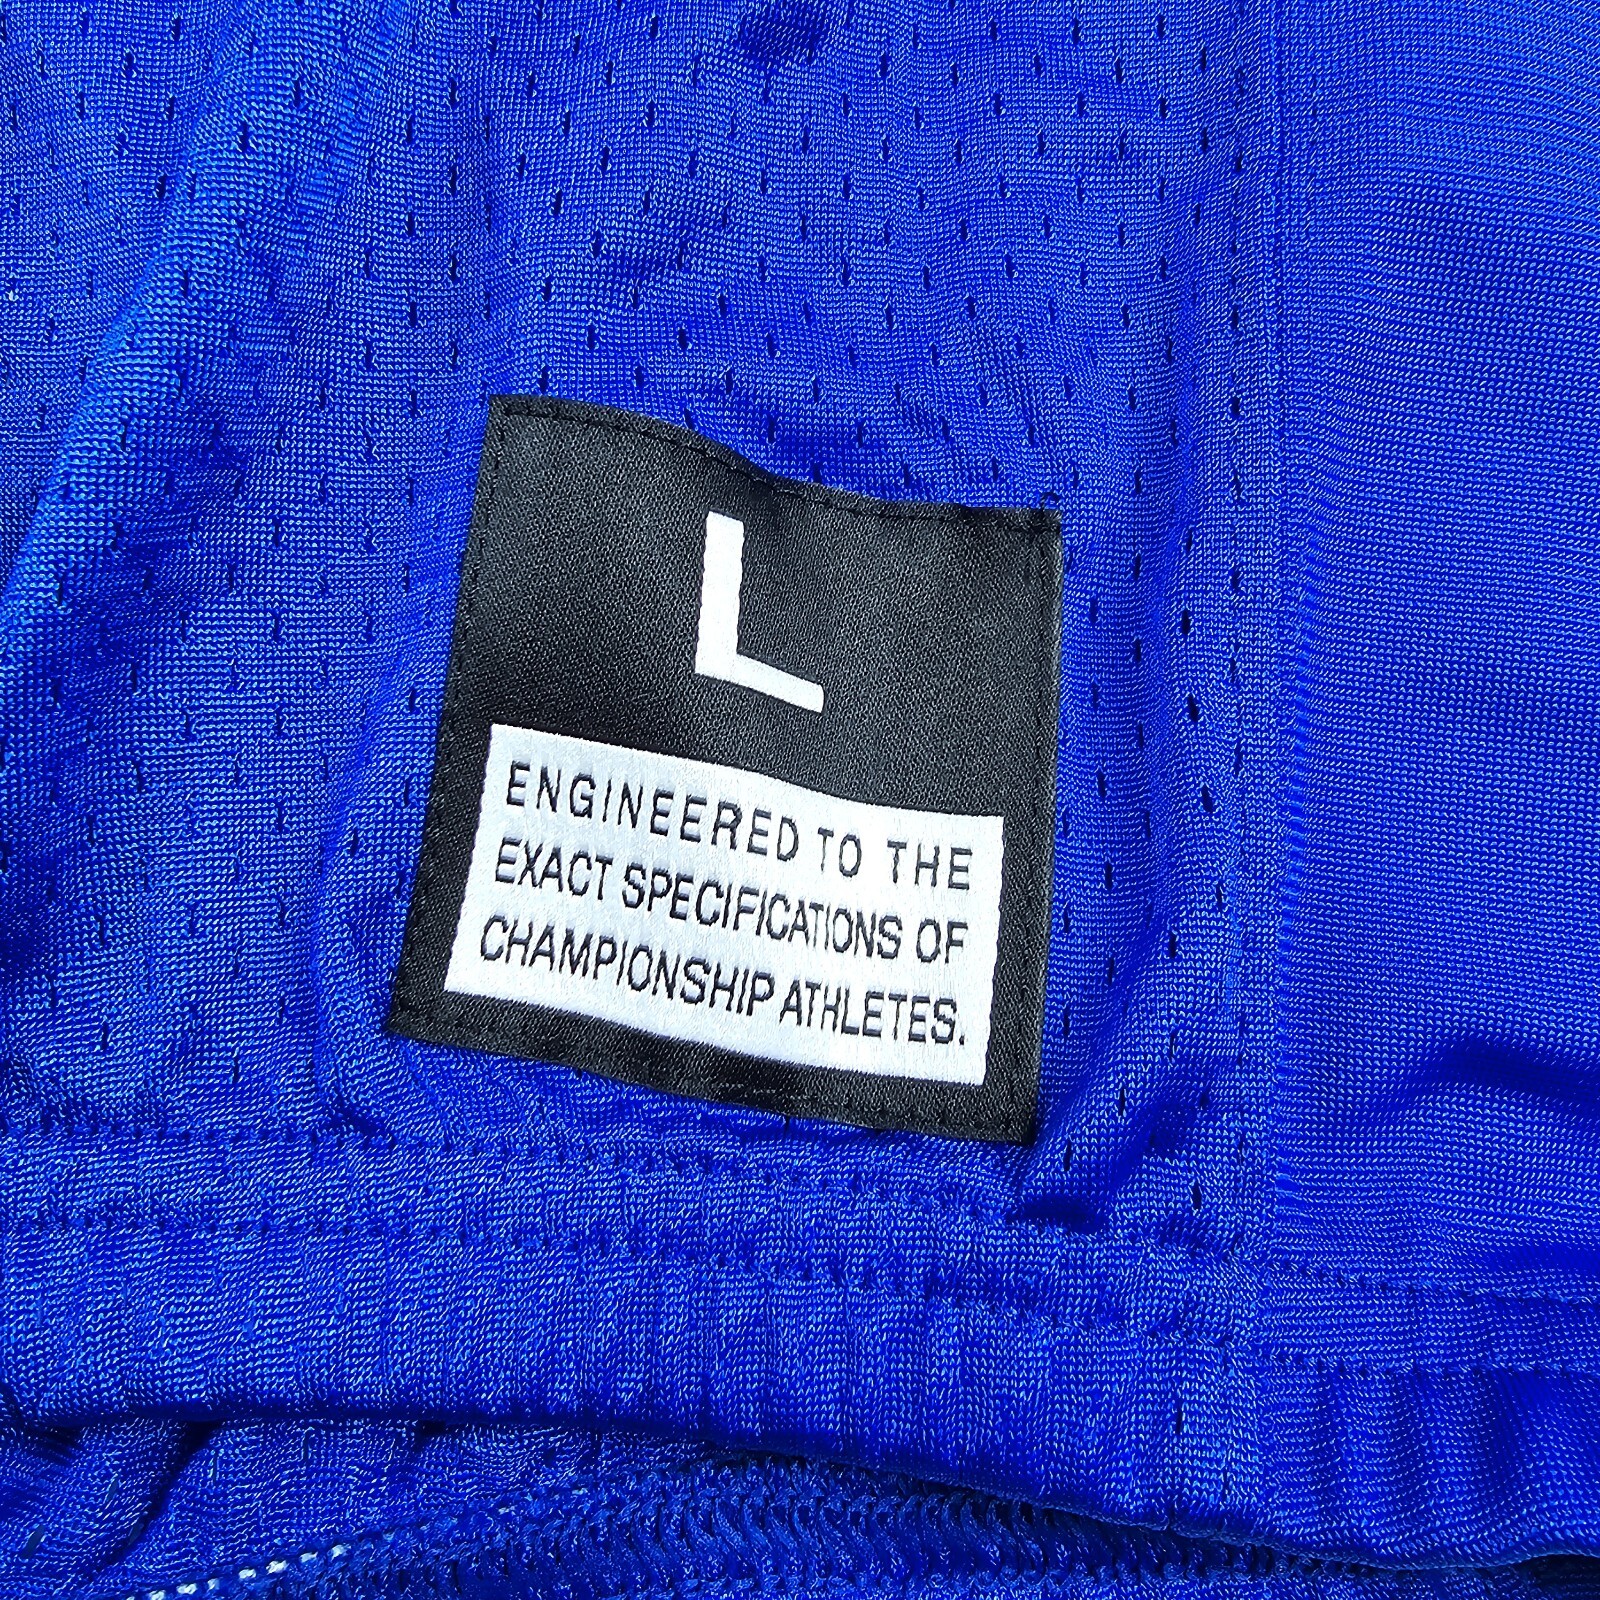 L
ENGINEERED TO THE
EXACT SPECIFICATIONS OF
CHAMPIONSHIP ATHLETES.